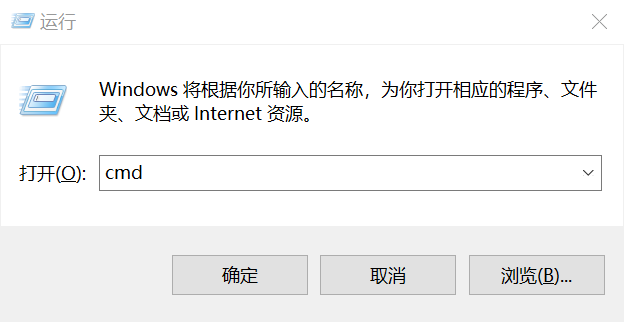 运行
Windows 将根据你所输入的名称，为你打开相应的程序、文件
夹、文档或 Internet 资源。
打开(O): cmd
确定 取消 浏览(B)...